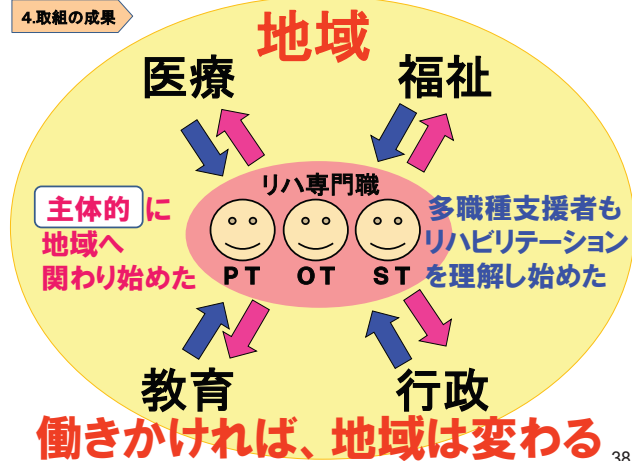 4.取組の成果
地域
医療
福祉
リハ専門職
主体的に
地域へ
関わり始めた
PT OT ST
多職種支援者も
リハビリテーション
を理解し始めた
教育
行政
働きかければ、地域は変わる
38